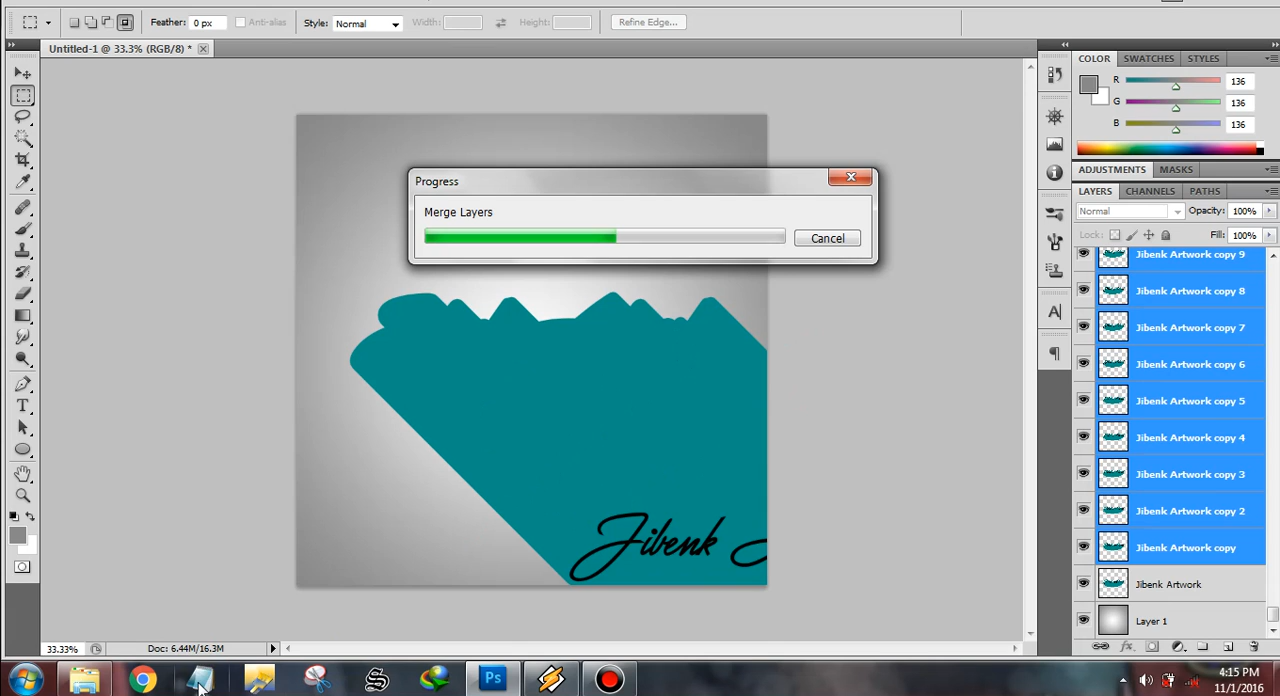 Feather: 0 px Anti-alias Style: Normal Width: Height: Refine Edge...
Untitled-1 @ 33.3% (RGB/8) *
COLOR SWATCHES STYLES
R 136
G 136
B 136
ADJUSTMENTS MASKS
LAYERS CHANNELS PATHS
Normal Opacity: 100%
Lock: Fill: 100%
Jibenk Artwork copy 9
Jibenk Artwork copy 8
Jibenk Artwork copy 7
Jibenk Artwork copy 6
Jibenk Artwork copy 5
Jibenk Artwork copy 4
Jibenk Artwork copy 3
Jibenk Artwork copy 2
Jibenk Artwork copy
Jibenk Artwork
Layer 1
Progress
Merge Layers
Cancel
Jibenk
33.33% Doc: 6.44M/16.3M
Ps
4:15 PM
11/1/2016